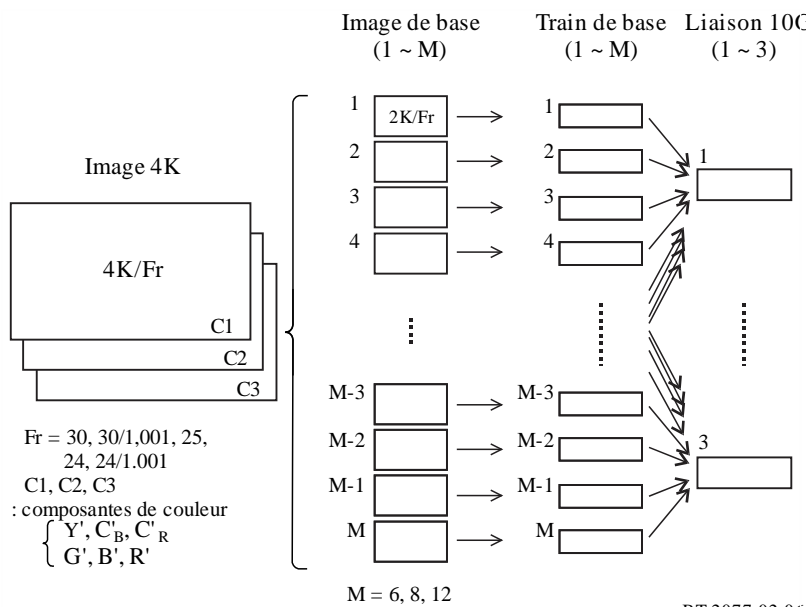 Image de base
(1 ~ M)
Train de base
(1 ~ M)
Liaison 10G
(1 ~ 3)
Image 4K
4K/Fr
C1
C2
C3
Fr = 30, 30/1,001, 25,
24, 24/1.001
C1, C2, C3
: composantes de couleur
Y', C'B, C'R
G', B', R'
1
2K/Fr
2
3
4
M-3
M-2
M-1
M
M = 6, 8, 12
1
2
3
4
M-3
M-2
M-1
M
1
3